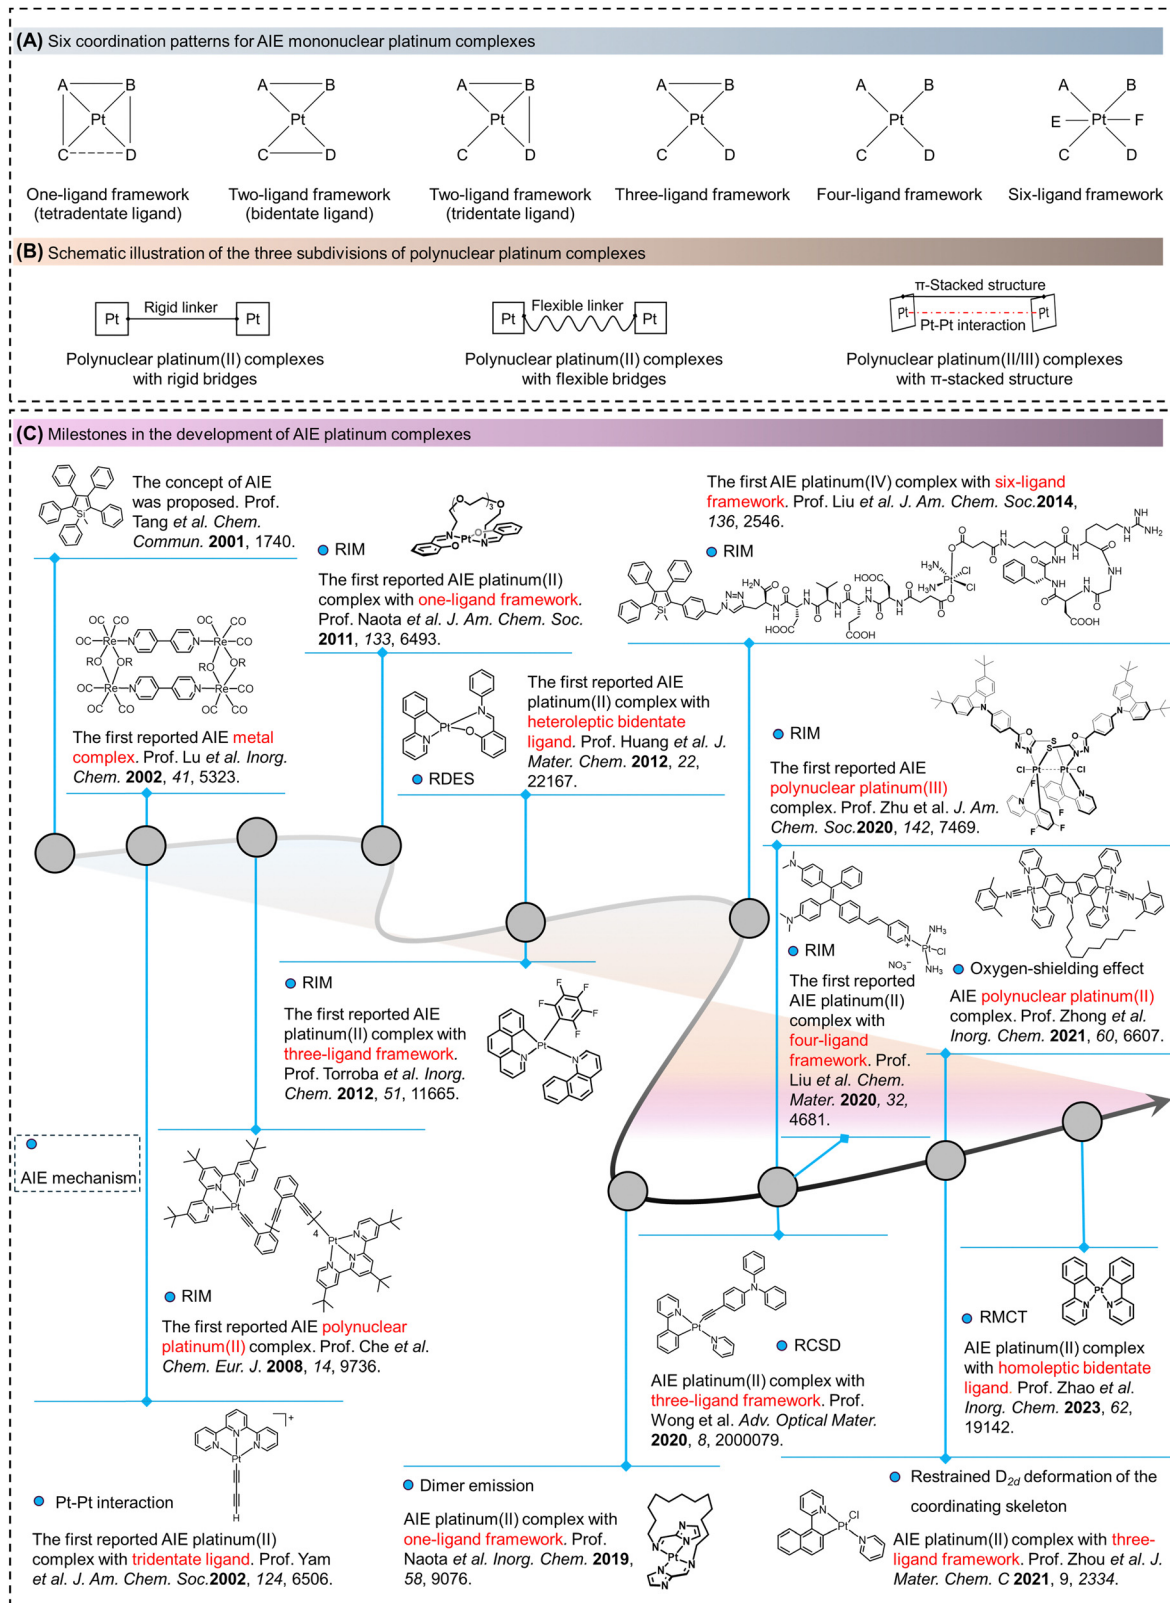 (A) Six coordination patterns for AIE mononuclear platinum complexes
A B
Pt
C D
One-ligand framework
(tetradentate ligand)
A B
Pt
C D
Two-ligand framework
(bidentate ligand)
A B
Pt
C D
Two-ligand framework
(tridentate ligand)
A B
Pt
C D
Three-ligand framework
A B
Pt
C D
Four-ligand framework
A B
E Pt F
C D
Six-ligand framework
(B) Schematic illustration of the three subdivisions of polynuclear platinum complexes
Rigid linker
Pt Pt
Polynuclear platinum(II) complexes
with rigid bridges
Flexible linker
Pt Pt
Polynuclear platinum(II) complexes
with flexible bridges
π-Stacked structure
Pt Pt
Pt-Pt interaction
Polynuclear platinum(II/III) complexes
with π-stacked structure
(C) Milestones in the development of AIE platinum complexes
The concept of AIE
was proposed. Prof.
Tang et al. Chem.
Commun. 2001, 1740.
The first reported AIE metal
complex. Prof. Lu et al. Inorg.
Chem. 2002, 41, 5323.
RIM
The first reported AIE platinum(II)
complex with one-ligand framework.
Prof. Naota et al. J. Am. Chem. Soc.
2011, 133, 6493.
RDES
The first reported AIE
platinum(II) complex with
heteroleptic bidentate
ligand. Prof. Huang et al. J.
Mater. Chem. 2012, 22,
22167.
The first AIE platinum(IV) complex with six-ligand
framework. Prof. Liu et al. J. Am. Chem. Soc.2014,
136, 2546.
RIM
RIM
The first reported AIE
polynuclear platinum(III)
complex. Prof. Zhu et al. J. Am.
Chem. Soc.2020, 142, 7469.
RIM
The first reported
AIE platinum(II)
complex with
four-ligand
framework. Prof.
Liu et al. Chem.
Mater. 2020, 32,
4681.
Oxygen-shielding effect
AIE polynuclear platinum(II)
complex. Prof. Zhong et al.
Inorg. Chem. 2021, 60, 6607.
RIM
The first reported AIE
platinum(II) complex with
three-ligand framework.
Prof. Torroba et al. Inorg.
Chem. 2012, 51, 11665.
AIE mechanism
RIM
The first reported AIE polynuclear
platinum(II) complex. Prof. Che et al.
Chem. Eur. J. 2008, 14, 9736.
RCSD
AIE platinum(II) complex with
three-ligand framework. Prof.
Wong et al. Adv. Optical Mater.
2020, 8, 2000079.
RMCT
AIE platinum(II) complex
with homoleptic bidentate
ligand. Prof. Zhao et al.
Inorg. Chem. 2023, 62,
19142.
Pt-Pt interaction
The first reported AIE platinum(II)
complex with tridentate ligand. Prof. Yam
et al. J. Am. Chem. Soc.2002, 124, 6506.
Dimer emission
AIE platinum(II) complex with
one-ligand framework. Prof.
Naota et al. Inorg. Chem. 2019,
58, 9076.
Restrained D2d deformation of the
coordinating skeleton
AIE platinum(II) complex with three-
ligand framework. Prof. Zhou et al. J.
Mater. Chem. C 2021, 9, 2334.